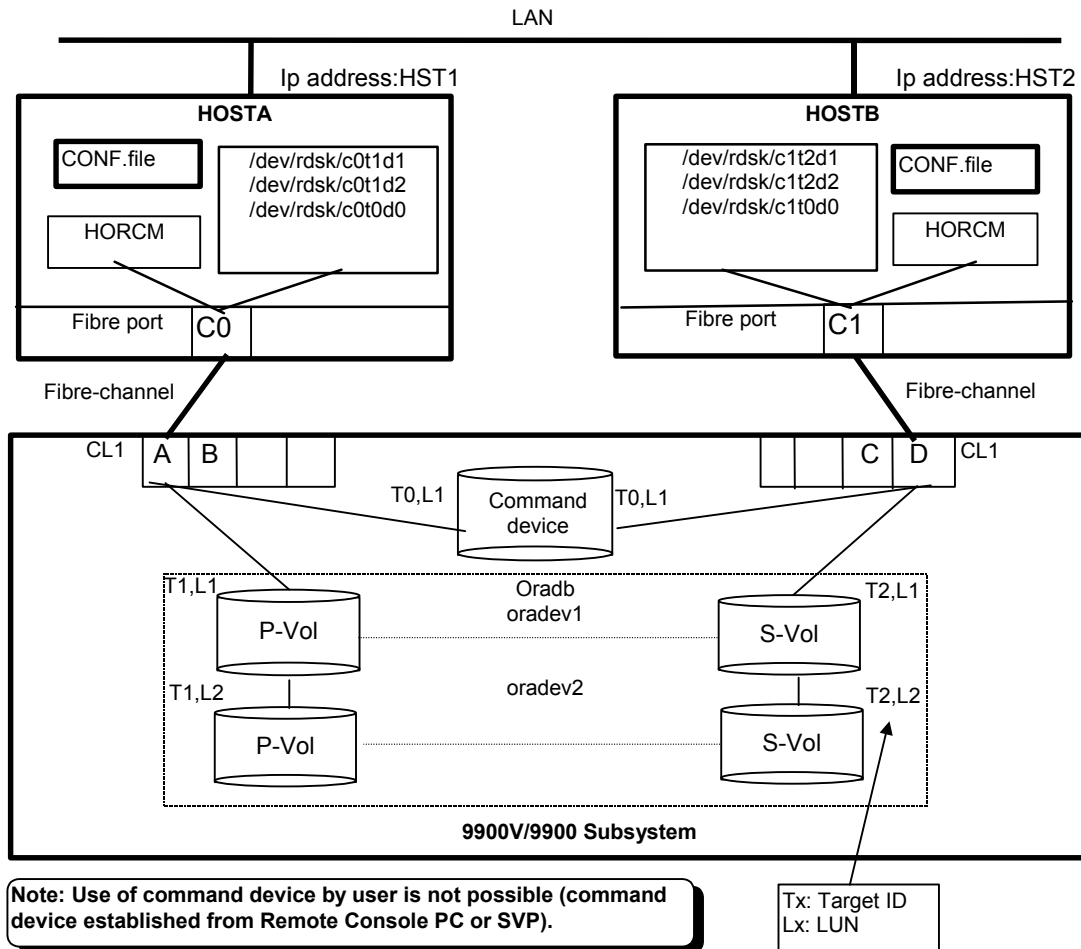 LAN
Ip address:HST1
Ip address:HST2
HOSTA
HOSTB
CONF.file
/dev/rdsk/c0t1d1
/dev/rdsk/c0t1d2
/dev/rdsk/c0t0d0
HORCM
/dev/rdsk/c1t2d1
/dev/rdsk/c1t2d2
/dev/rdsk/c1t0d0
CONF.file
HORCM
Fibre port
C0
Fibre port
C1
Fibre-channel
Fibre-channel
CL1
A
B
C
D
CL1
T0,L1
Command
device
T0,L1
Oradb
oradev1
T1,L1
P-Vol
T2,L1
S-Vol
T1,L2
oradev2
T2,L2
P-Vol
S-Vol
9900V/9900 Subsystem
Note: Use of command device by user is not possible (command
device established from Remote Console PC or SVP).
Tx: Target ID
Lx: LUN